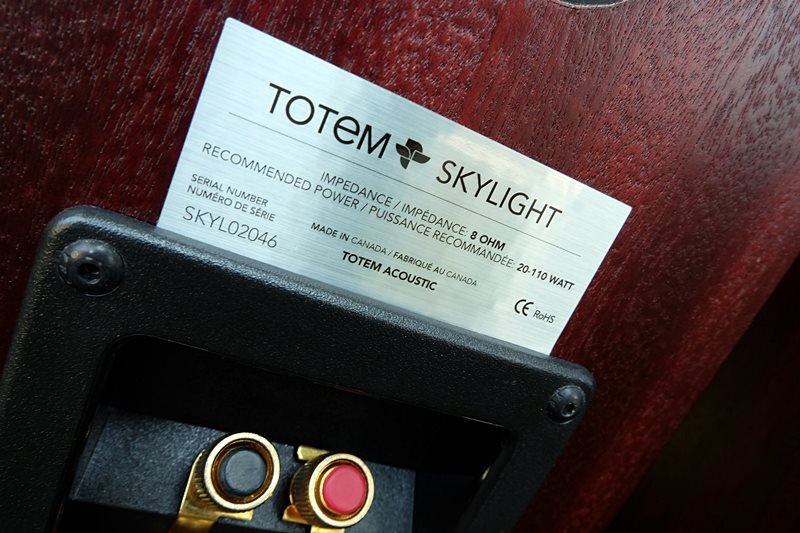 TOTEM SKYLIGHT
IMPEDANCE / IMPÉDANCE: 8 OHM
RECOMMENDED POWER / PUISSANCE RECOMMANDÉE: 20-110 WATT
SERIAL NUMBER
NUMÉRO DE SÉRIE
SKYL02046
MADE IN CANADA / FABRIQUÉ AU CANADA
TOTEM ACOUSTIC
CE RoHS